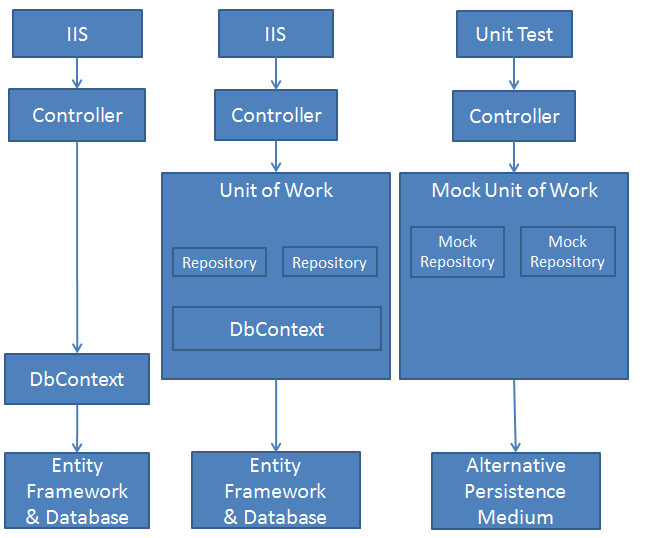 IIS
Controller
DbContext
Entity
Framework
& Database
IIS
Controller
Unit of Work
Repository
Repository
DbContext
Entity
Framework
& Database
Unit Test
Controller
Mock Unit of Work
Mock
Repository
Mock
Repository
Alternative
Persistence
Medium